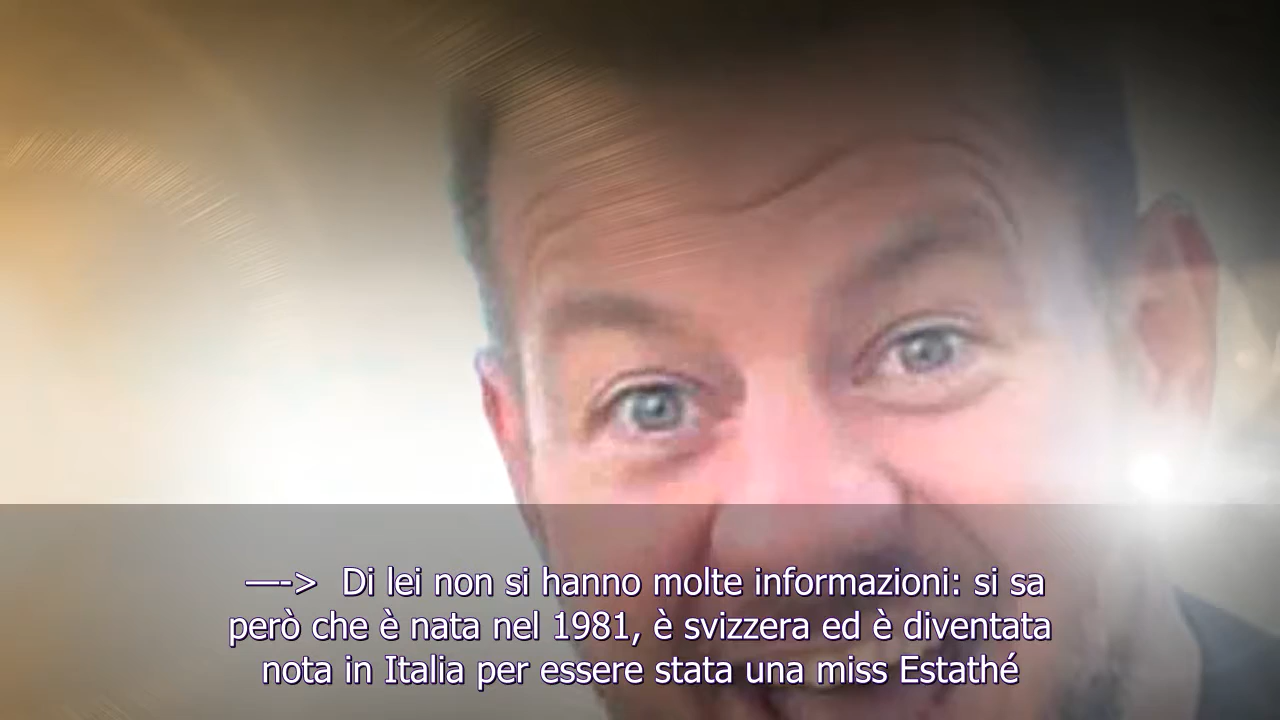 —-> Di lei non si hanno molte informazioni: si sa
però che è nata nel 1981, è svizzera ed è diventata
nota in Italia per essere stata una miss Estathé